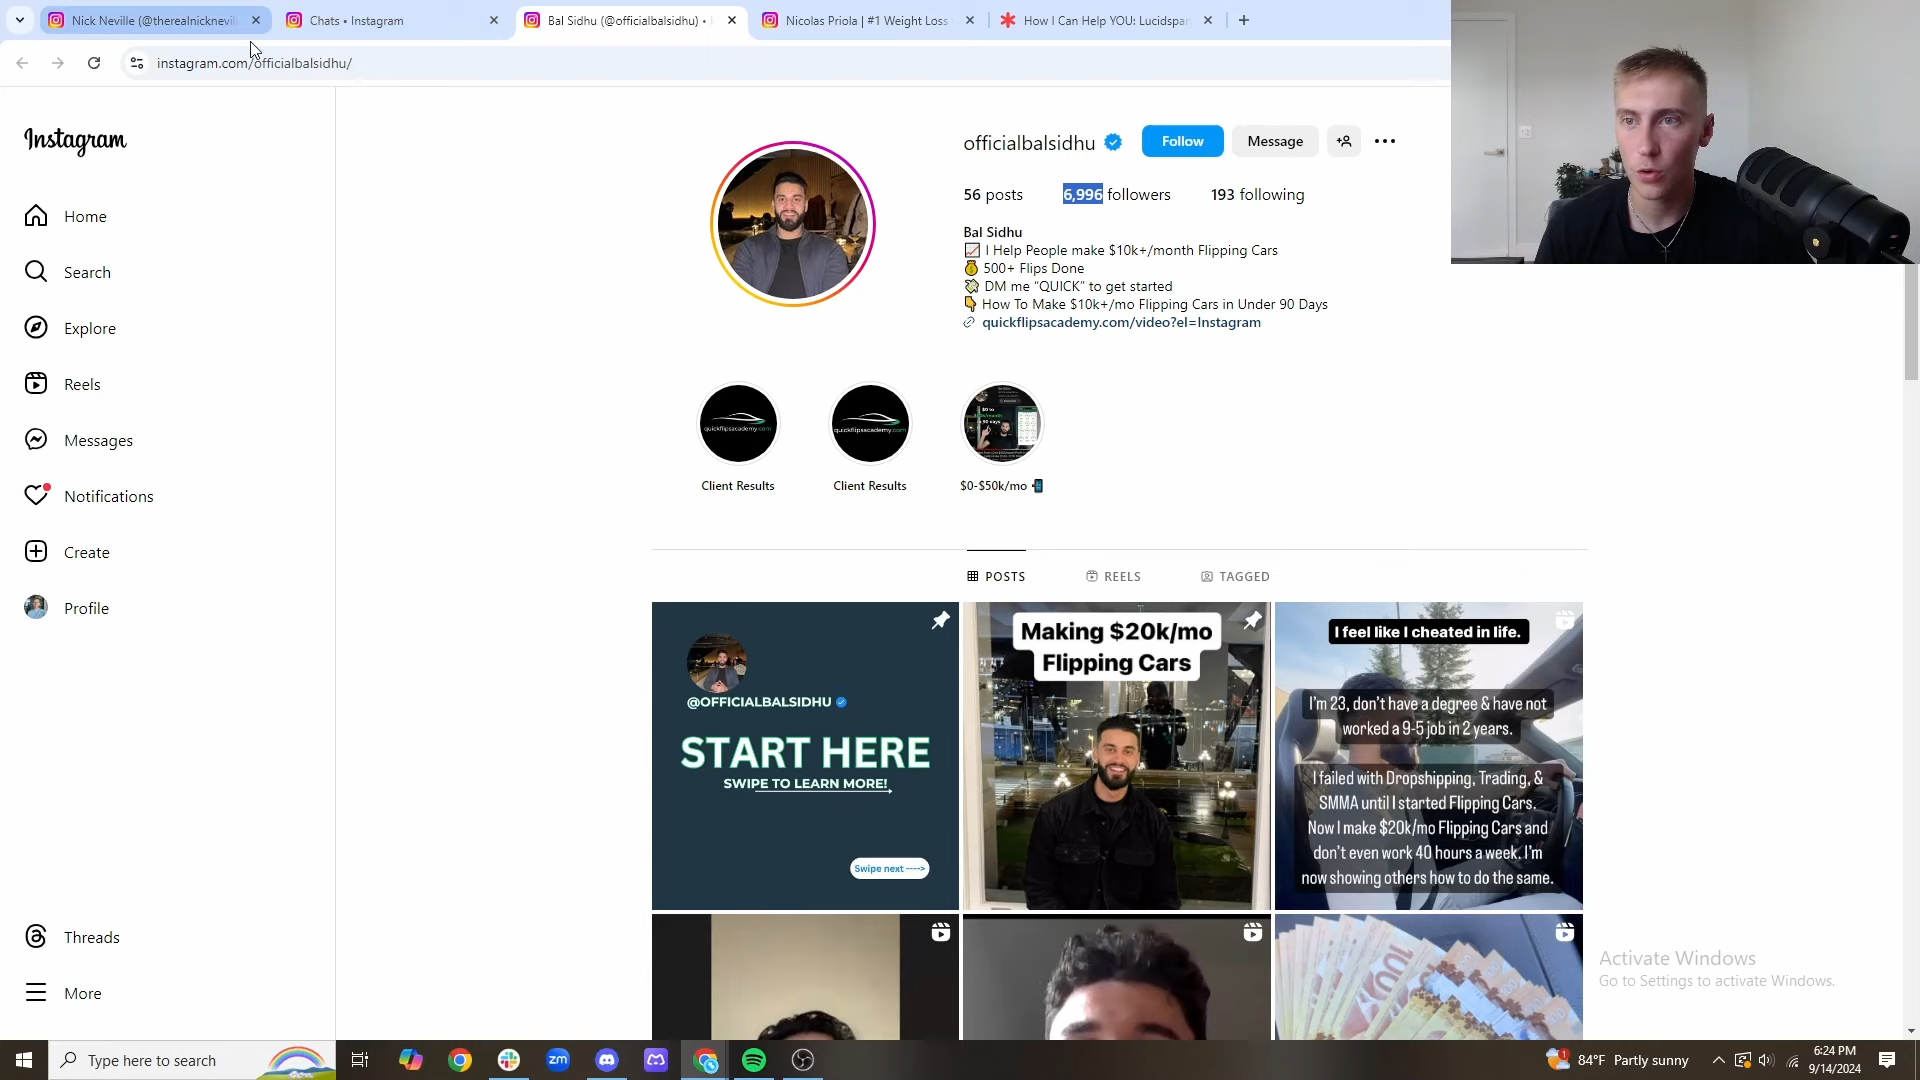 Nick Neville (@therealnicknevil
Chats • Instagram
Bal Sidhu (@officialbalsidhu) •
Nicolas Priola | #1 Weight Loss
How I Can Help YOU: Lucidspar
instagram.com/officialbalsidhu/
Instagram
Home
Search
Explore
Reels
Messages
Notifications
Create
Profile
Threads
More
officialbalsidhu
Follow
Message
56 posts
6,996 followers
193 following
Bal Sidhu
I Help People make $10k+/month Flipping Cars
500+ Flips Done
DM me “QUICK” to get started
How To Make $10k+/mo Flipping Cars in Under 90 Days
quickflipsacademy.com/video?el=Instagram
quickflipsacademy.com
quickflipsacademy.com
Client Results
Client Results
$0-$50k/mo
POSTS
REELS
TAGGED
@OFFICIALBALSIDHU
START HERE
SWIPE TO LEARN MORE!
Swipe next ---->
Making $20k/mo
Flipping Cars
I feel like I cheated in life.
I'm 23, don't have a degree & have not
worked a 9-5 job in 2 years.
I failed with Dropshipping, Trading, &
SMMA until I started Flipping Cars.
Now I make $20k/mo Flipping Cars and
don't even work 40 hours a week. I'm
now showing others how to do the same.
100
Activate Windows
Go to Settings to activate Windows.
Type here to search
zm
1
84°F Partly sunny
6:24 PM
9/14/2024